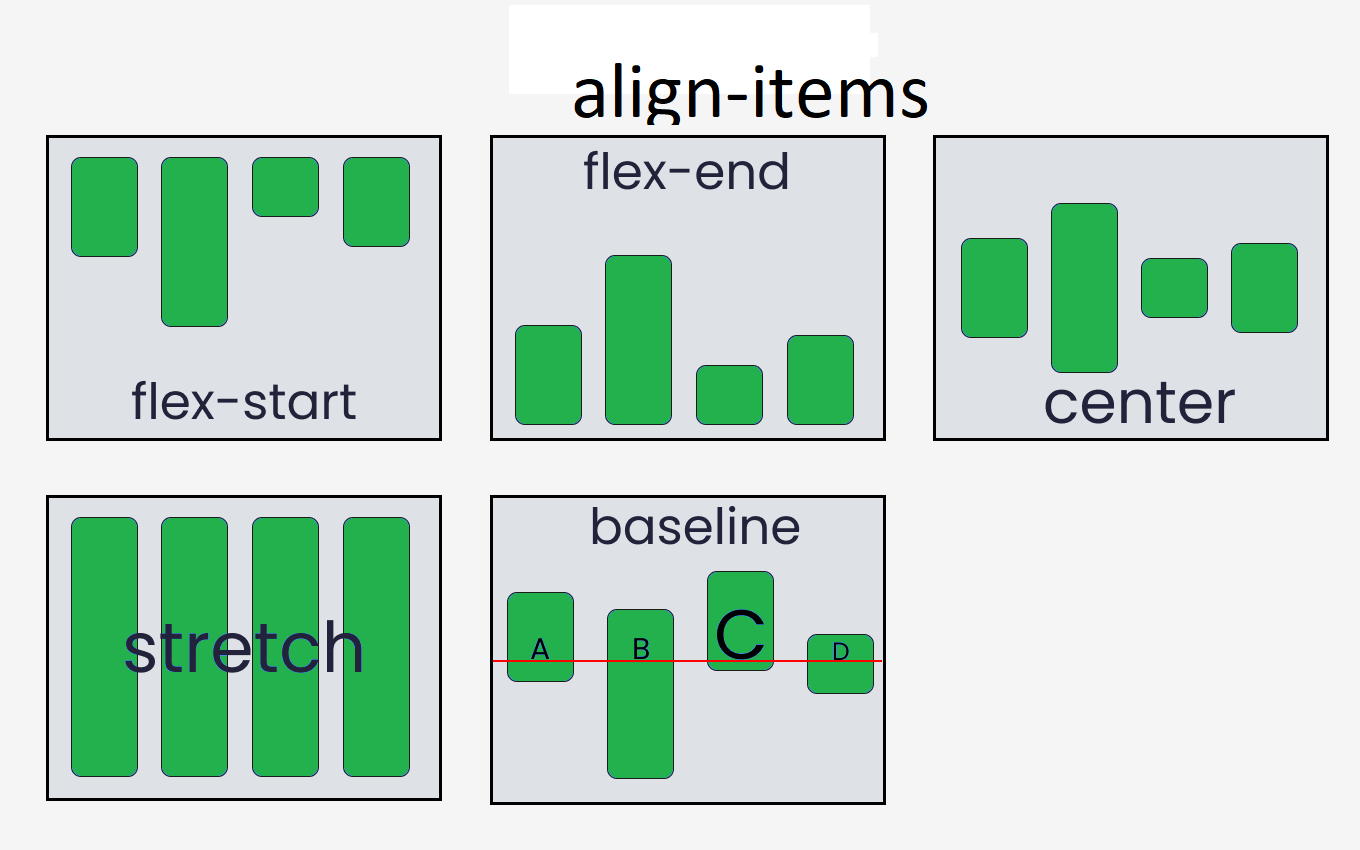 align-items
flex-start
flex-end
center
stretch
baseline
A B C D